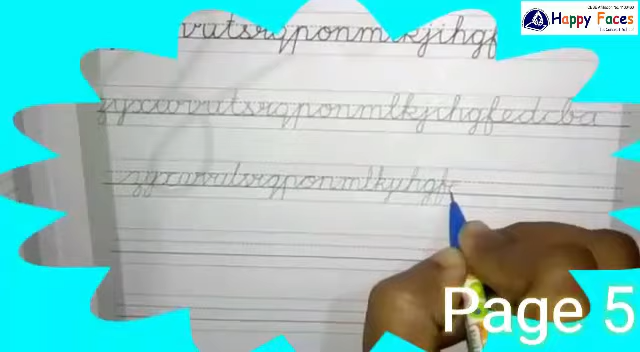 Happy Faces
vutsrqponmlkjihgf
zyxwvutsrqponmlkjihgfedcba
zyxwvutsrqponmlkjihgf
Page 5